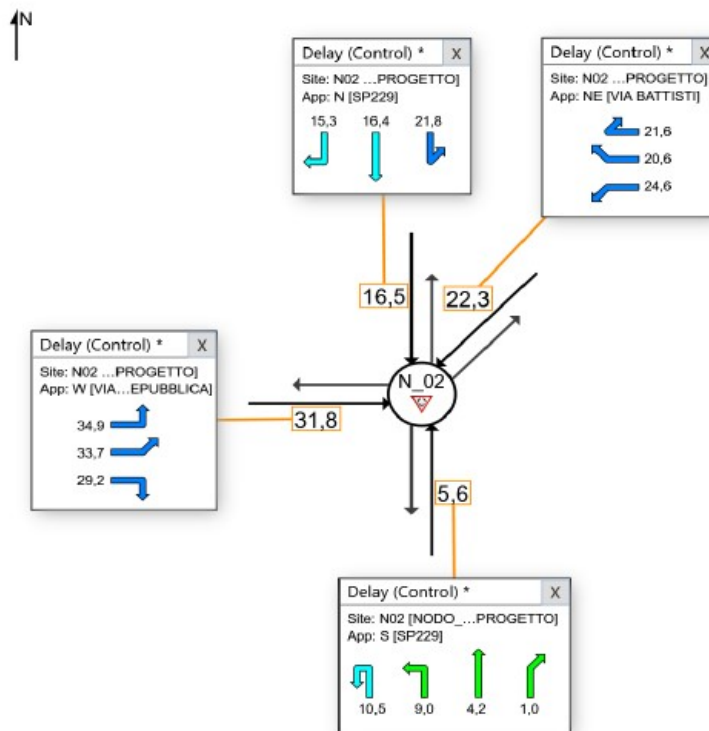 N
Delay (Control) * X
Site: N02 ...PROGETTO]
App: N [SP229]
15,3 16,4 21,8
Delay (Control) * X
Site: N02 ...PROGETTO]
App: NE [VIA BATTISTI]
21,6
20,6
24,6
16,5
22,3
Delay (Control) * X
Site: N02 ...PROGETTO]
App: W [VIA...EPUBBLICA]
34,9
33,7
29,2
N_02
31,8
5,6
Delay (Control) * X
Site: N02 [NODO_...PROGETTO]
App: S [SP229]
10,5 9,0 4,2 1,0